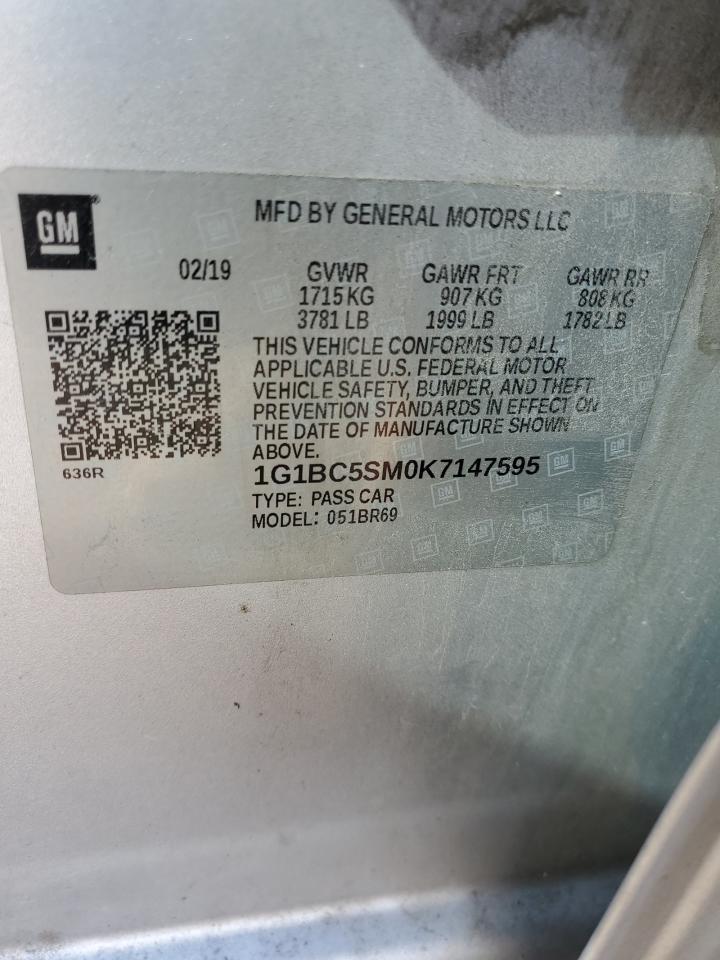 GM
MFD BY GENERAL MOTORS LLC
02/19 GVWR GAWR FRT GAWR RR
1715 KG 907 KG 808 KG
3781 LB 1999 LB 1782 LB
THIS VEHICLE CONFORMS TO ALL
APPLICABLE U.S. FEDERAL MOTOR
VEHICLE SAFETY, BUMPER, AND THEFT
PREVENTION STANDARDS IN EFFECT ON
THE DATE OF MANUFACTURE SHOWN
ABOVE.
636R
1G1BC5SM0K7147595
TYPE: PASS CAR
MODEL: 051BR69